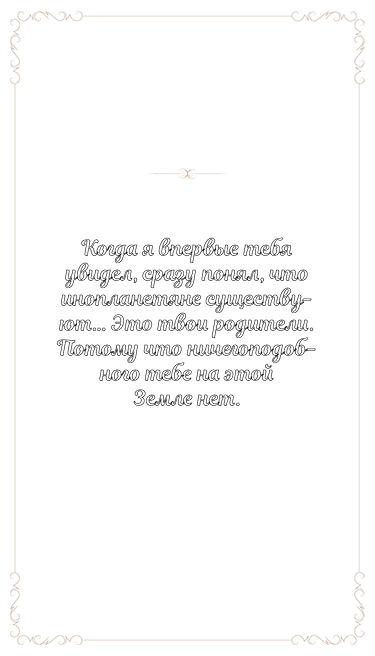 Когда я впервые тебя
увидел, сразу понял, что
инопланетяне существу-
ют... Это твои родители.
Потому что ничегоподоб-
ного тебе на этой
Земле нет.